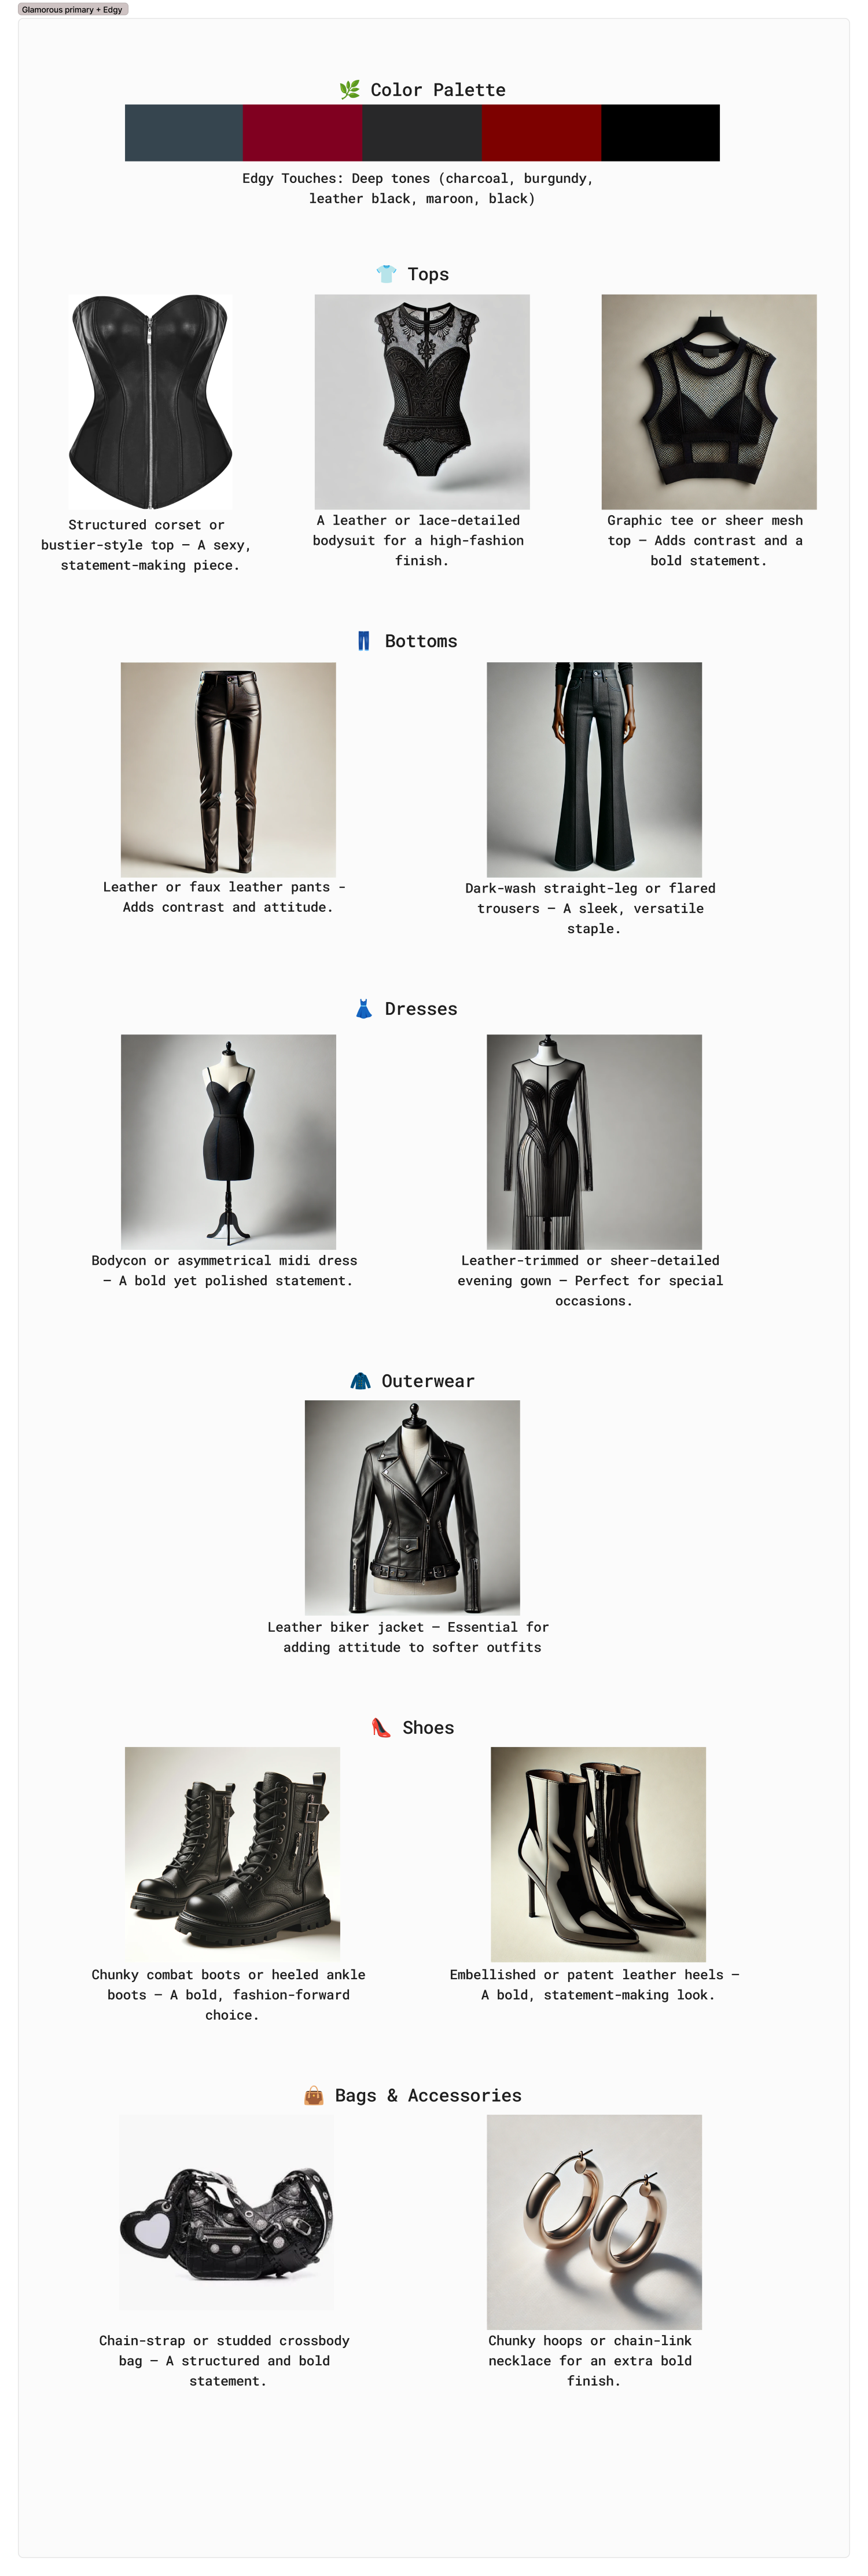 Glamorous primary + Edgy
🌿 Color Palette
Edgy Touches: Deep tones (charcoal, burgundy,
leather black, maroon, black)
👕 Tops
Structured corset or
bustier-style top – A sexy,
statement-making piece.
A leather or lace-detailed
bodysuit for a high-fashion
finish.
Graphic tee or sheer mesh
top – Adds contrast and a
bold statement.
👖 Bottoms
Leather or faux leather pants -
Adds contrast and attitude.
Dark-wash straight-leg or flared
trousers – A sleek, versatile
staple.
👗 Dresses
Bodycon or asymmetrical midi dress
– A bold yet polished statement.
Leather-trimmed or sheer-detailed
evening gown – Perfect for special
occasions.
🧥 Outerwear
Leather biker jacket – Essential for
adding attitude to softer outfits
👠 Shoes
Chunky combat boots or heeled ankle
boots – A bold, fashion-forward
choice.
Embellished or patent leather heels –
A bold, statement-making look.
👜 Bags & Accessories
Chain-strap or studded crossbody
bag – A structured and bold
statement.
Chunky hoops or chain-link
necklace for an extra bold
finish.